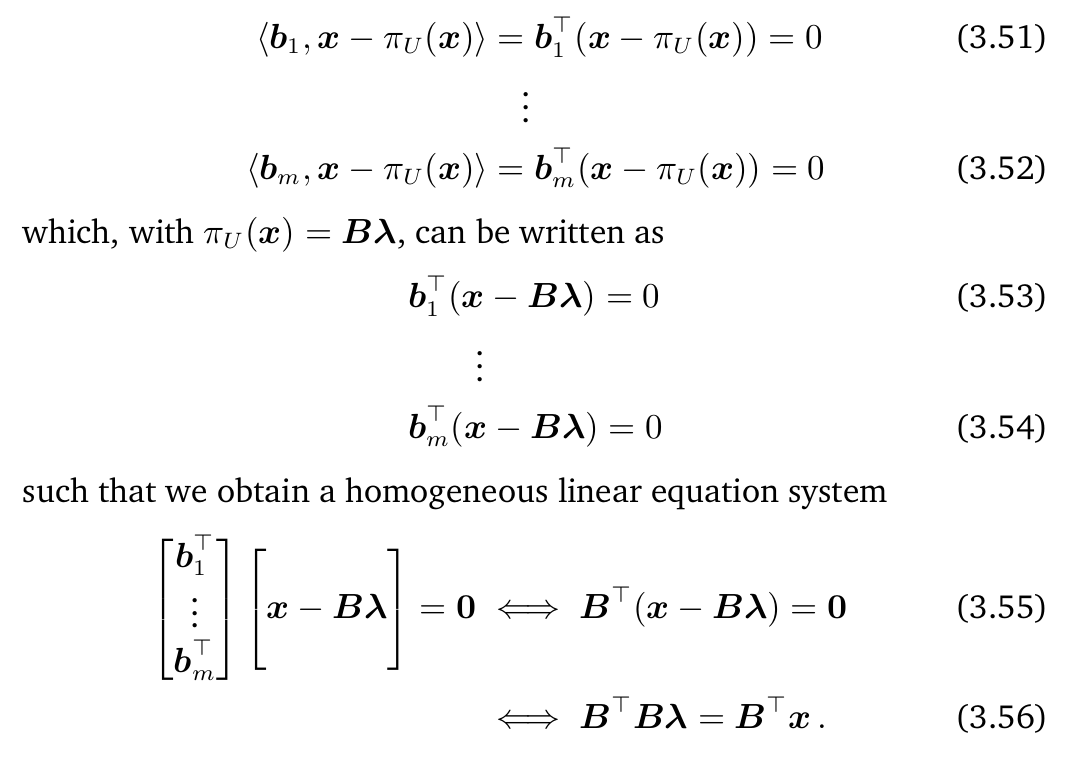 ⟨b₁, x − π_U(x)⟩ = b₁^⊤(x − π_U(x)) = 0 (3.51)
⋮
⟨b_m, x − π_U(x)⟩ = b_m^⊤(x − π_U(x)) = 0 (3.52)
which, with π_U(x) = Bλ, can be written as
b₁^⊤(x − Bλ) = 0 (3.53)
⋮
b_m^⊤(x − Bλ) = 0 (3.54)
such that we obtain a homogeneous linear equation system
[b₁^⊤ ⋮ b_m^⊤] [x − Bλ] = 0 ⟺ B^⊤(x − Bλ) = 0 (3.55)
⟺ B^⊤Bλ = B^⊤x . (3.56)